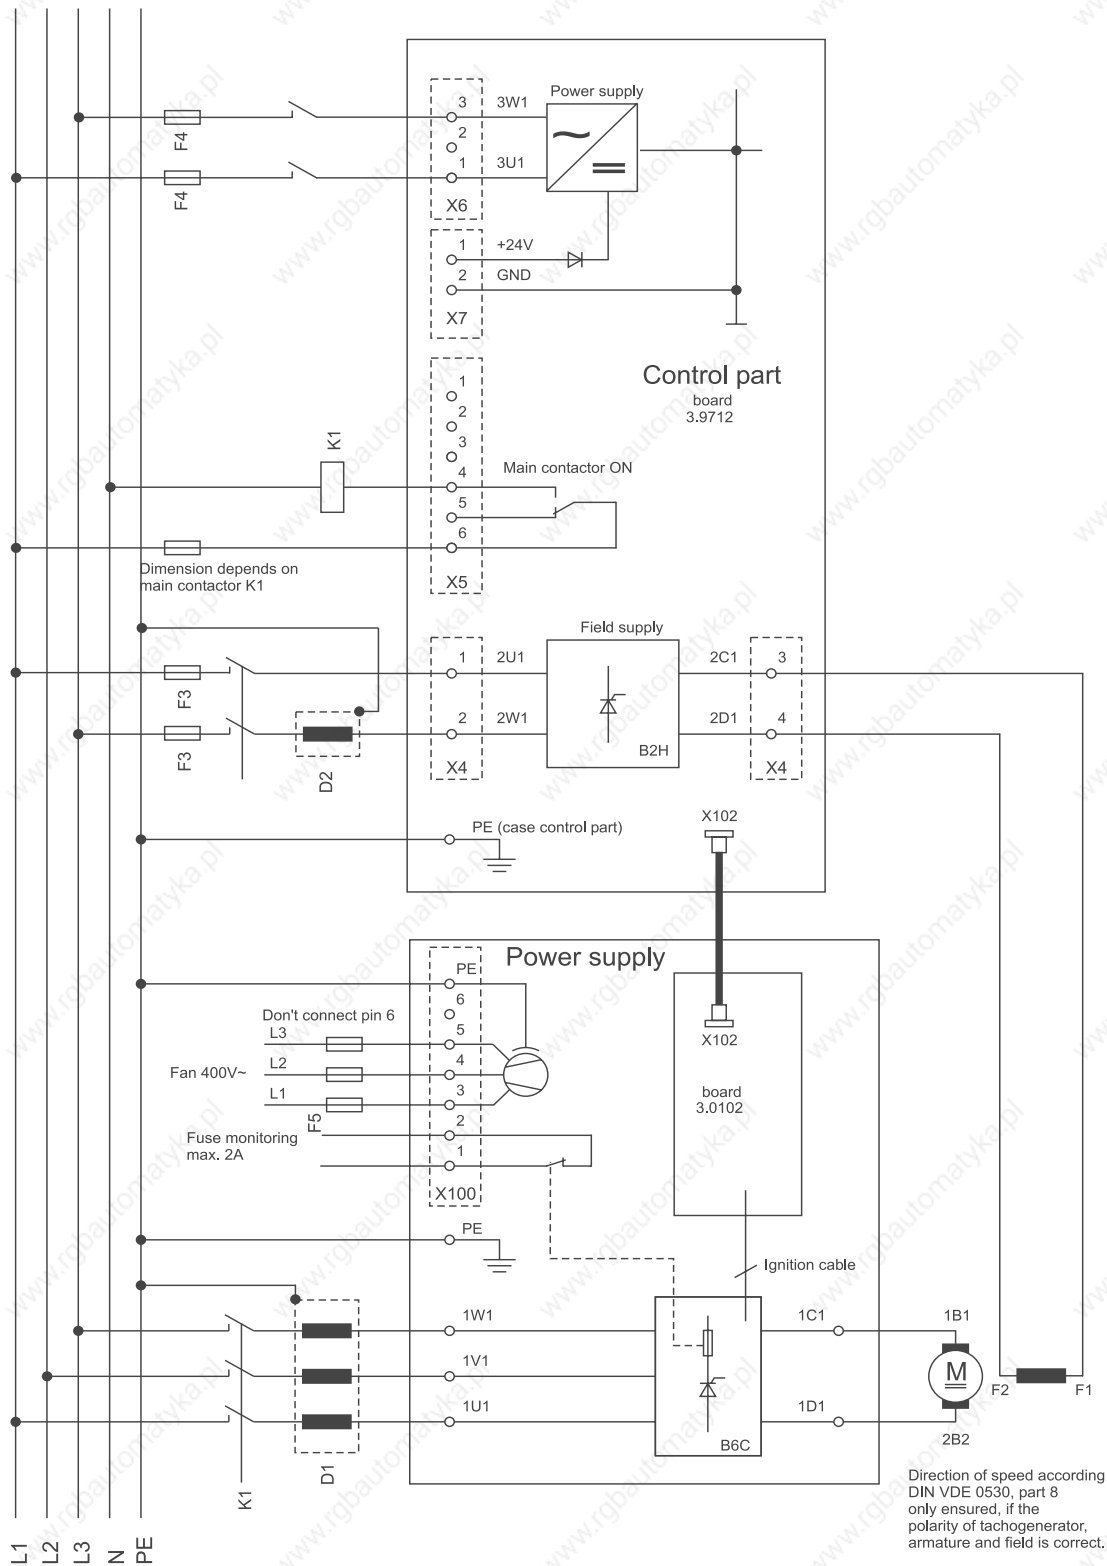 Power supply
3 3W1
2
1 3U1
X6
F4
F4
1 +24V
2 GND
X7
Control part
board
3.9712
1
2
3
4
5
6
X5
K1
Main contactor ON
Dimension depends on
main contactor K1
Field supply
1 2U1
2 2W1
X4
B2H
2C1 3
2D1 4
X4
F3
F3
D2
PE (case control part)
X102
Power supply
PE
6
5
4
3
2
1
X100
Don't connect pin 6
L3
Fan 400V~ L2
L1
F5
Fuse monitoring
max. 2A
X102
board
3.0102
PE
Ignition cable
1W1
1V1
1U1
1C1
1D1
B6C
1B1
M
2B2
F2
F1
D1
K1
Direction of speed according
DIN VDE 0530, part 8
only ensured, if the
polarity of tachogenerator,
armature and field is correct.
L1
L2
L3
N
PE
www.rgbautomatyka.pl